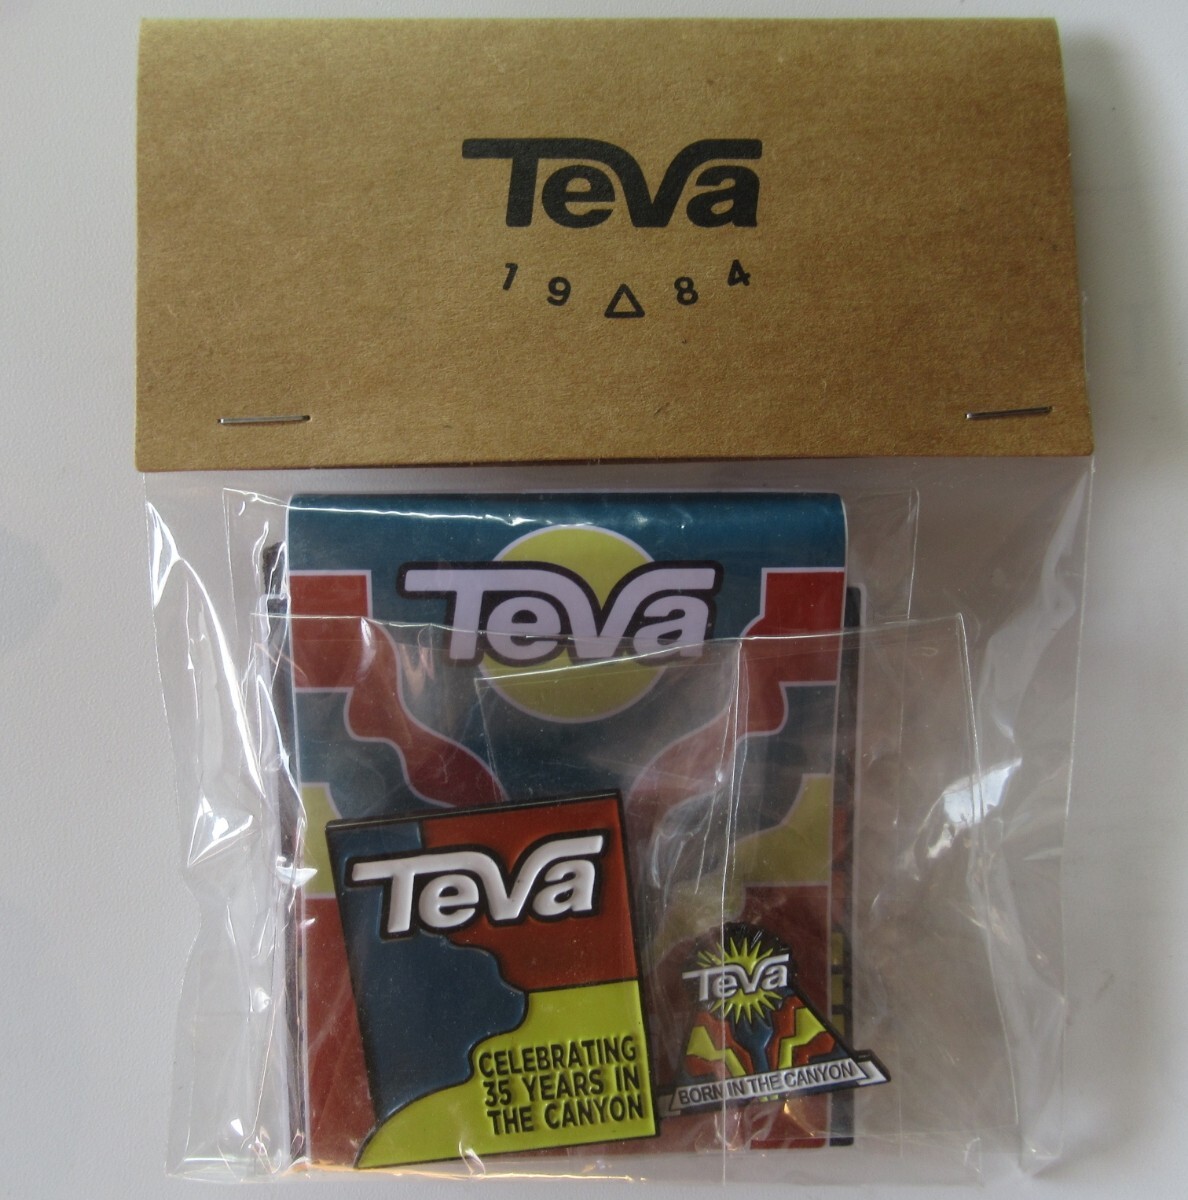 Teva
19 84
Teva
Teva
CELEBRATING
35 YEARS IN
THE CANYON
Teva
BORN IN THE CANYON